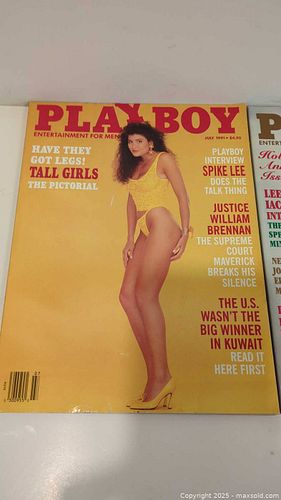 PLAYBOY
ENTERTAINMENT FOR MEN
JULY 1991 • $4.95
HAVE THEY
GOT LEGS!
TALL GIRLS
THE PICTORIAL
PLAYBOY
INTERVIEW
SPIKE LEE
DOES THE
TALK THING
JUSTICE
WILLIAM
BRENNAN
THE SUPREME
COURT
MAVERICK
BREAKS HIS
SILENCE
THE U.S.
WASN'T THE
BIG WINNER
IN KUWAIT
READ IT
HERE FIRST
P
ENTERT
Copyright © 2025 - maxsold.com